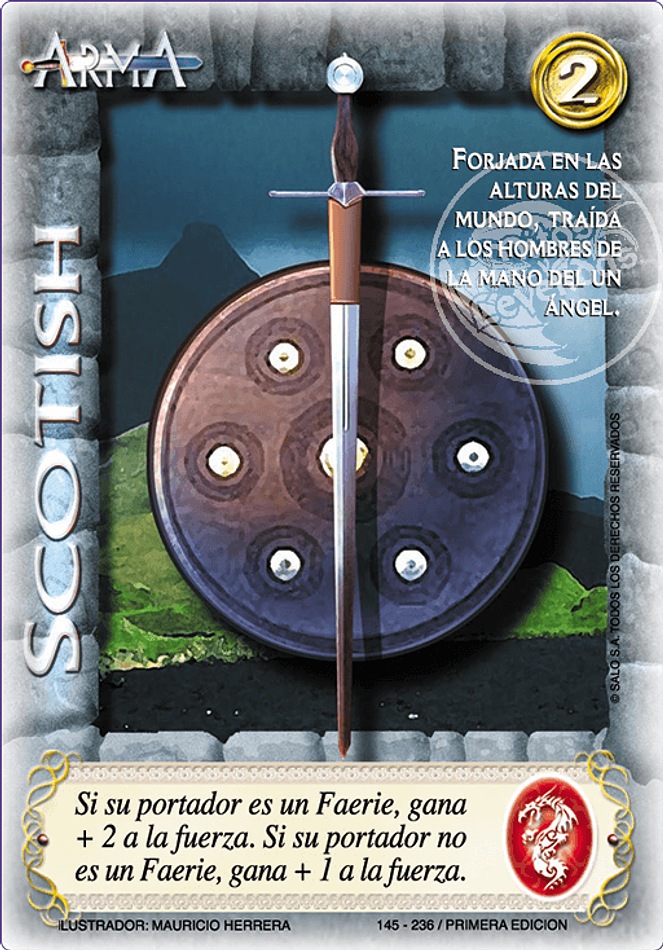 ARMA
2
FORJADA EN LAS
ALTURAS DEL
MUNDO, TRAÍDA
A LOS HOMBRES DE
LA MANO DEL UN
ÁNGEL.
SCOTISH
© SALO S.A. TODOS LOS DERECHOS RESERVADOS
Si su portador es un Faerie, gana
+ 2 a la fuerza. Si su portador no
es un Faerie, gana + 1 a la fuerza.
ILUSTRADOR: MAURICIO HERRERA
145 - 236 / PRIMERA EDICION